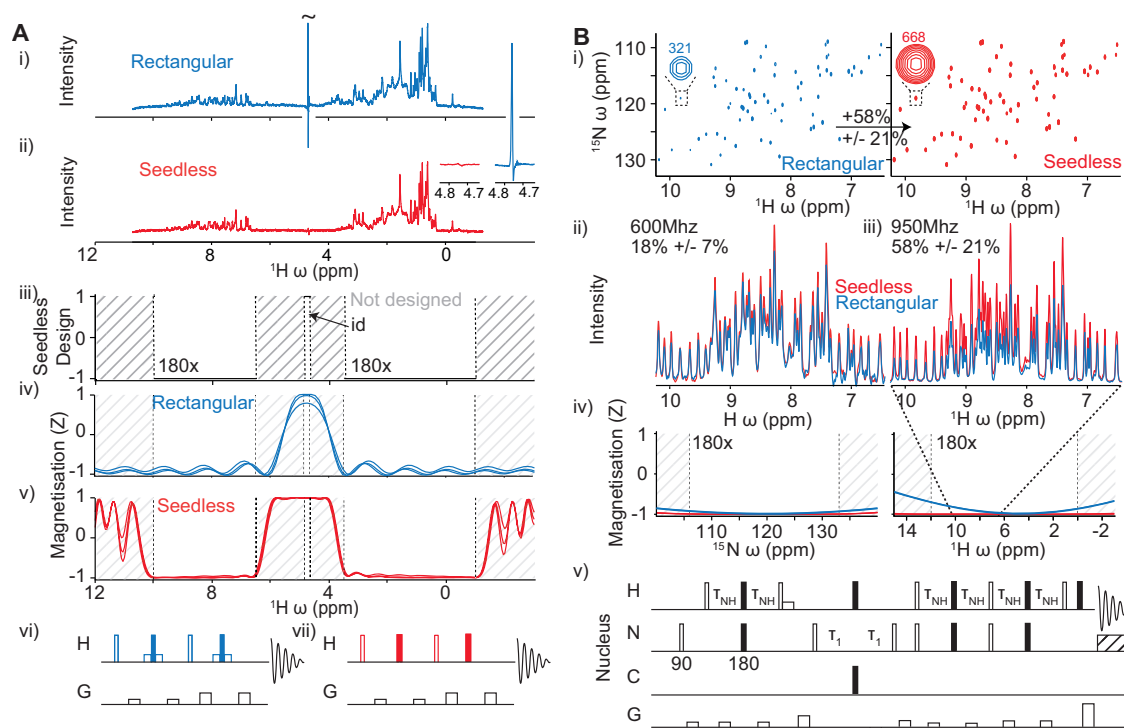 A
i)
Intensity
Rectangular
~
ii)
Intensity
Seedless
4.8 4.7
4.8 4.7
12 8 4 0
¹H ω (ppm)
iii)
Seedless
Design
1
0
-1
180x
Not designed
id
180x
iv)
Rectangular
Magnetisation (Z)
1
0
-1
v)
Seedless
1
0
-1
12 8 4 0
¹H ω (ppm)
vi)
H
G
vii)
H
G
B
i)
¹⁵N ω (ppm)
110
120
130
321
Rectangular
10 9 8 7
¹H ω (ppm)
+58%
+/- 21%
668
Seedless
10 9 8 7
¹H ω (ppm)
ii)
600Mhz
18% +/- 7%
Intensity
10 9 8 7
H ω (ppm)
Seedless
Rectangular
iii)
950Mhz
58% +/- 21%
10 9 8 7
¹H ω (ppm)
iv)
Magnetisation (Z)
1
0
-1
180x
110 120 130
¹⁵N ω (ppm)
180x
14 10 6 2 -2
¹H ω (ppm)
v)
Nucleus
H
τNH τNH τNH τNH τNH τNH
N
τ1 τ1
90 180
C
G